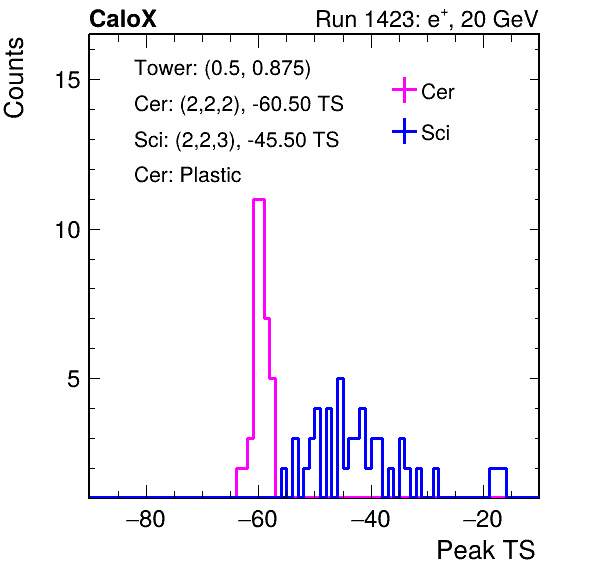 CaloX Run 1423: e⁺, 20 GeV
Counts
Tower: (0.5, 0.875)
Cer: (2,2,2), -60.50 TS
Sci: (2,2,3), -45.50 TS
Cer: Plastic
Cer
Sci
15
10
5
−80 −60 −40 −20
Peak TS